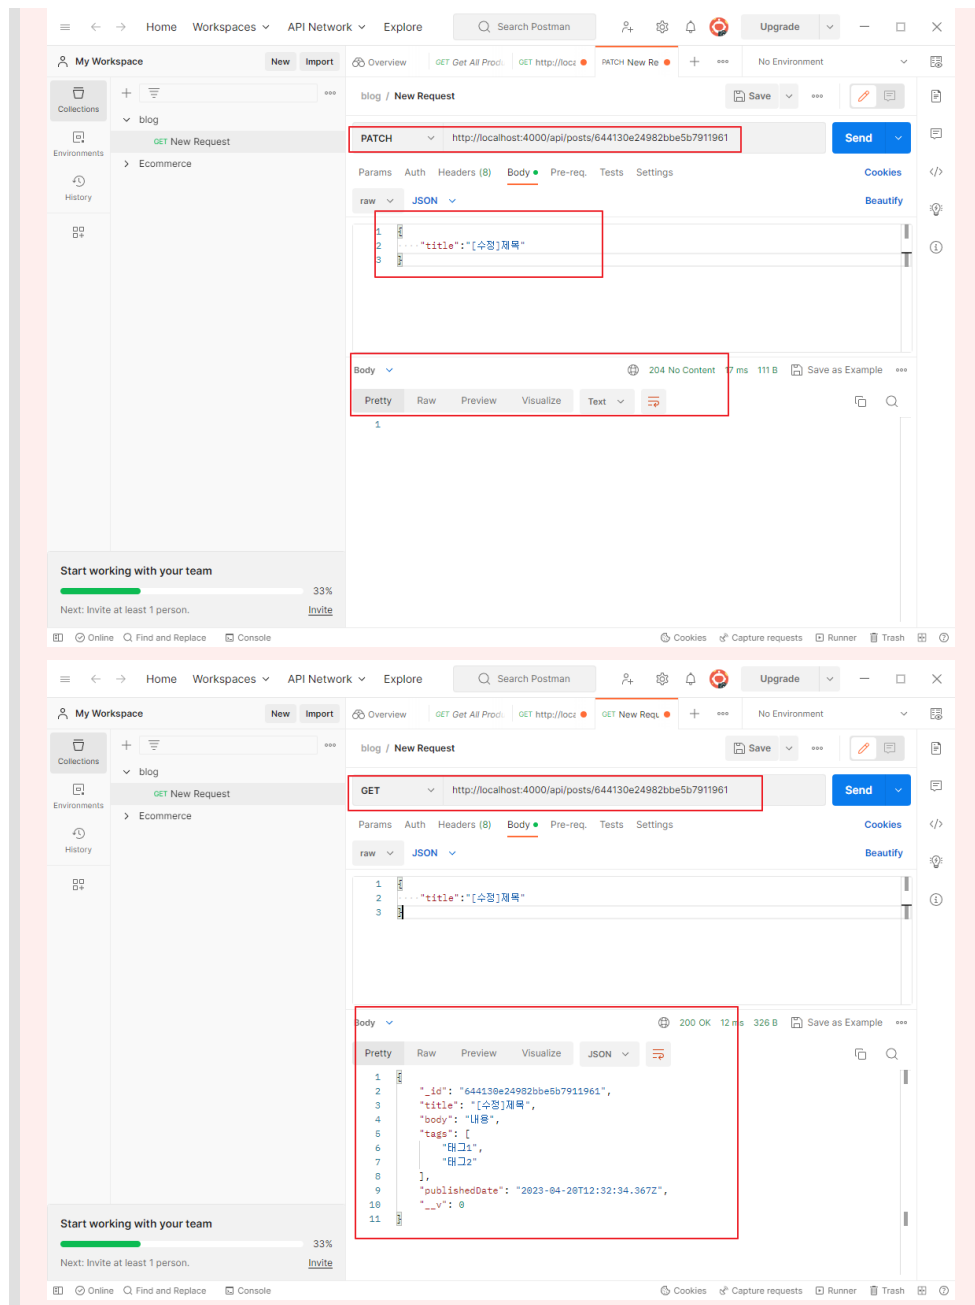 Home Workspaces API Network Explore Search Postman Upgrade
My Workspace New Import Overview GET Get All Prod GET http://loca PATCH New Re No Environment
Collections
Environments
History
blog
GET New Request
Ecommerce
blog / New Request Save
PATCH http://localhost:4000/api/posts/644130e24982bbe5b7911961 Send
Params Auth Headers (8) Body Pre-req. Tests Settings Cookies
raw JSON Beautify
1 {
2 "title":"[수정]제목"
3 }
Body 204 No Content 17 ms 111 B Save as Example
Pretty Raw Preview Visualize Text
1
Start working with your team
33%
Next: Invite at least 1 person. Invite
Online Find and Replace Console Cookies Capture requests Runner Trash
Home Workspaces API Network Explore Search Postman Upgrade
My Workspace New Import Overview GET Get All Prod GET http://loca GET New Requ No Environment
Collections
Environments
History
blog
GET New Request
Ecommerce
blog / New Request Save
GET http://localhost:4000/api/posts/644130e24982bbe5b7911961 Send
Params Auth Headers (8) Body Pre-req. Tests Settings Cookies
raw JSON Beautify
1 {
2 "title":"[수정]제목"
3 }
Body 200 OK 12 ms 326 B Save as Example
Pretty Raw Preview Visualize JSON
1 {
2 "_id": "644130e24982bbe5b7911961",
3 "title": "[수정]제목",
4 "body": "내용",
5 "tags": [
6 "태그1",
7 "태그2"
8 ],
9 "publishedDate": "2023-04-20T12:32:34.367Z",
10 "__v": 0
11 }
Start working with your team
33%
Next: Invite at least 1 person. Invite
Online Find and Replace Console Cookies Capture requests Runner Trash